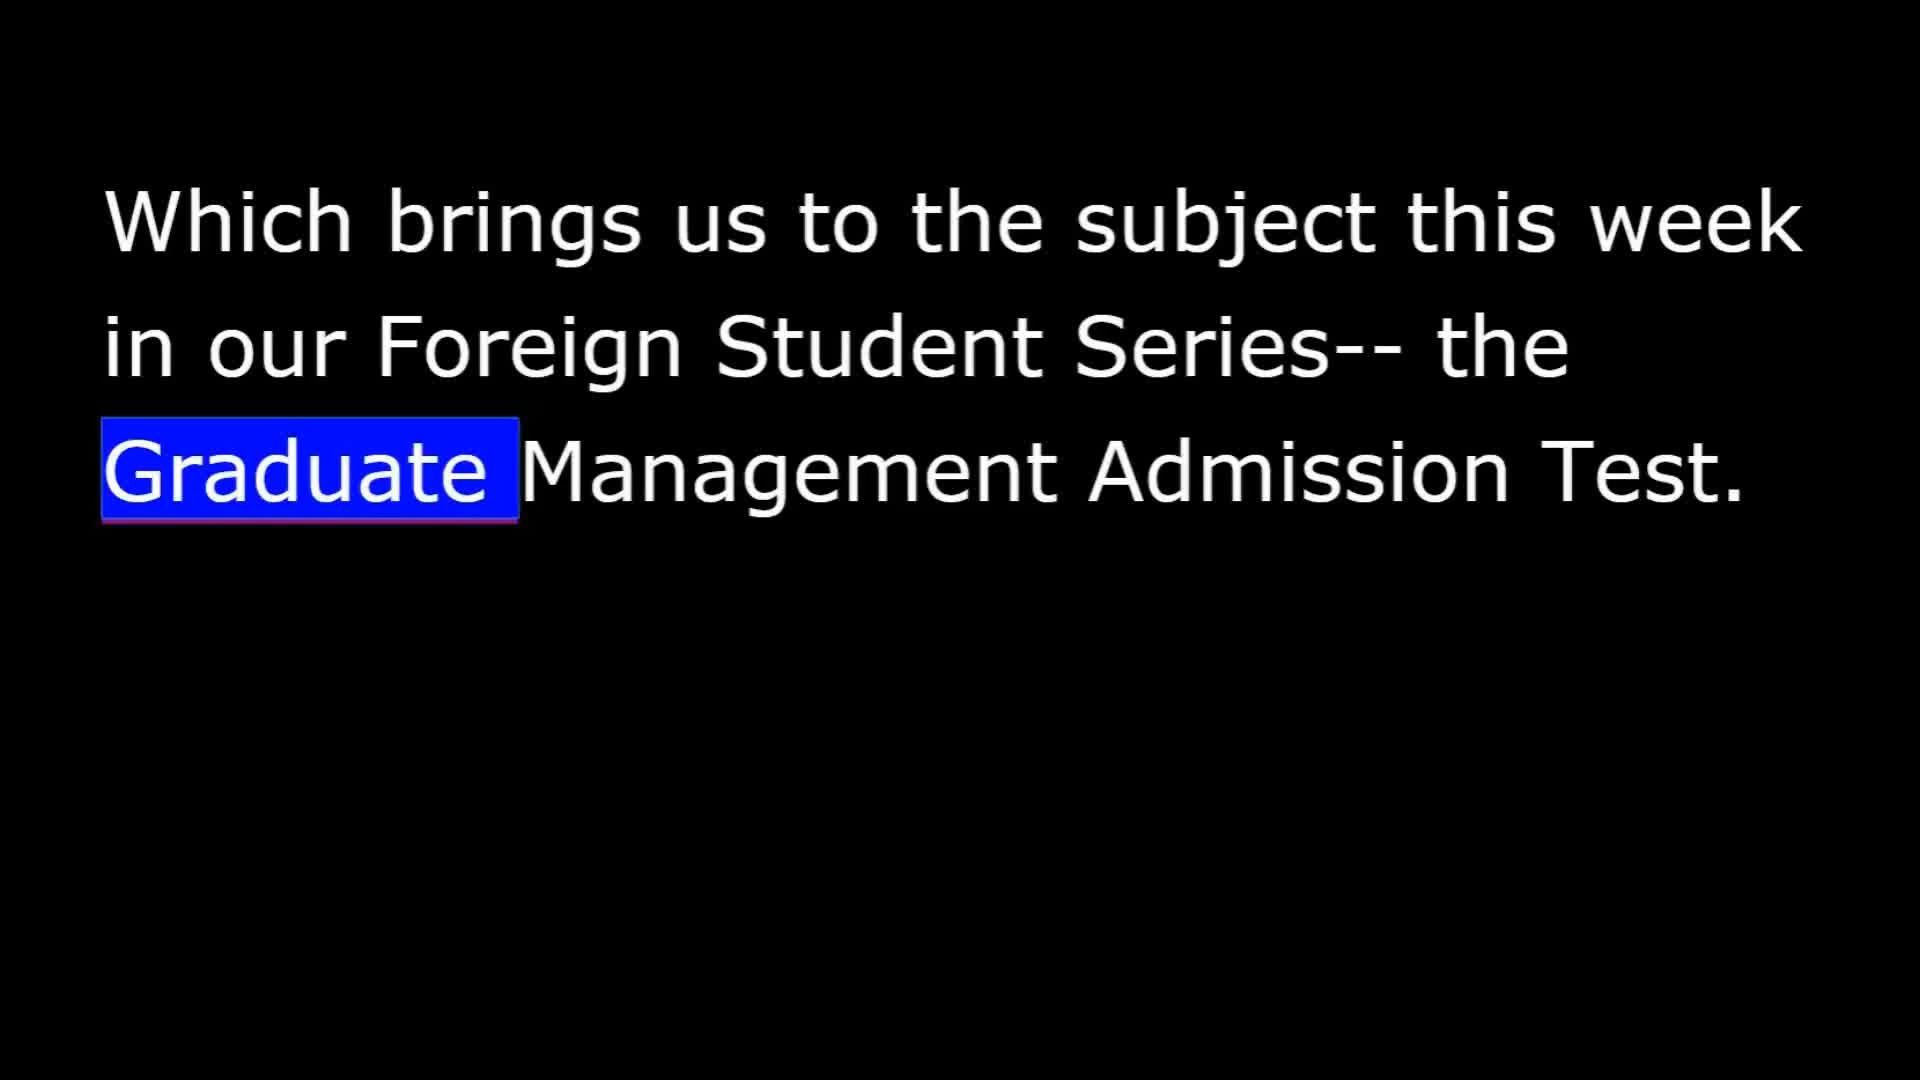 Which brings us to the subject this week
in our Foreign Student Series-- the
Graduate Management Admission Test.